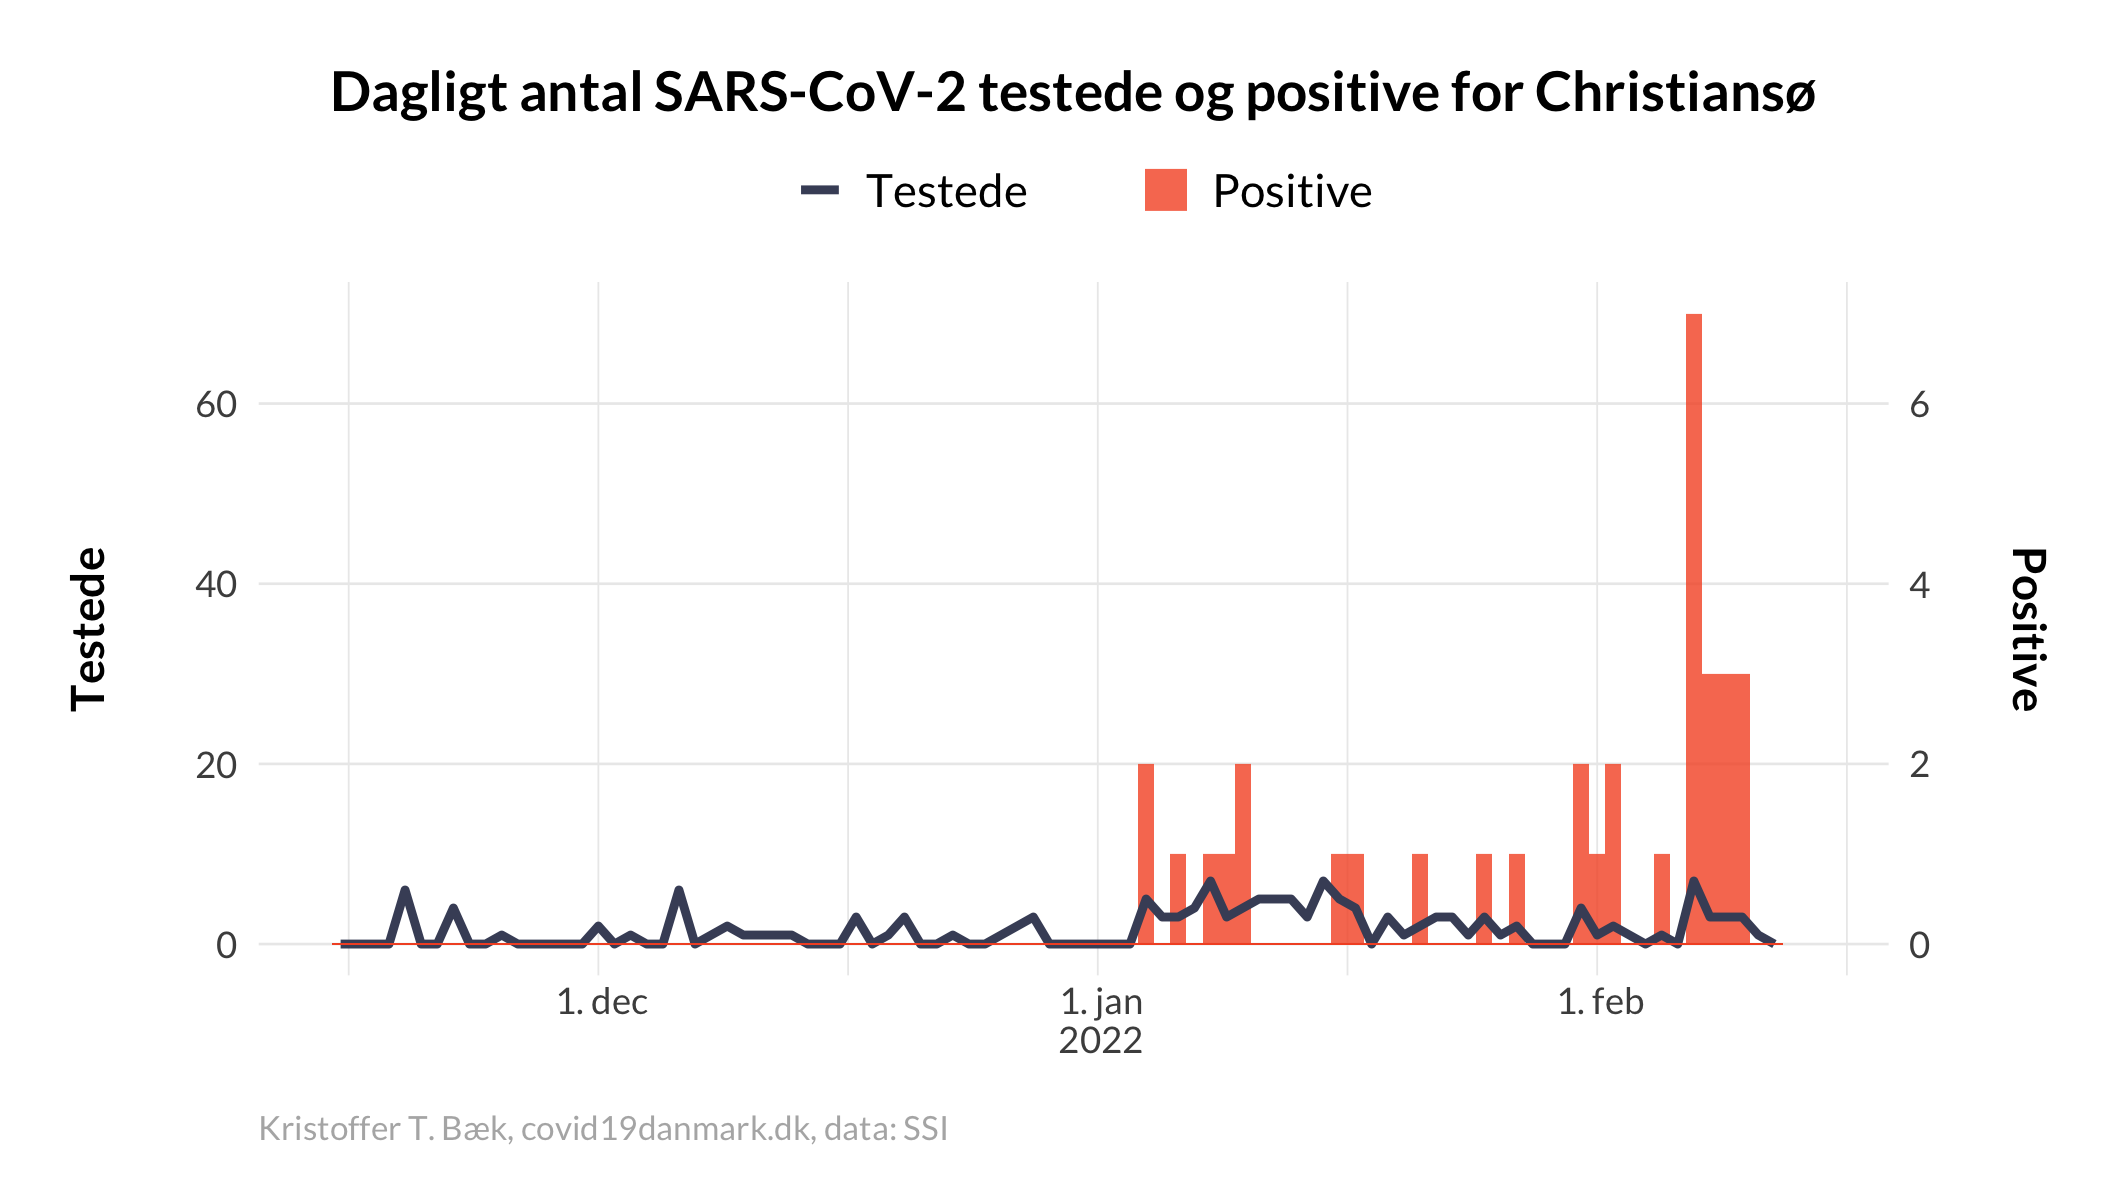 Dagligt antal SARS-CoV-2 testede og positive for Christiansø
Testede
Positive
60
40
20
0
6
4
2
0
Testede
Positive
1. dec
1. jan
2022
1. feb
Kristoffer T. Bæk, covid19danmark.dk, data: SSI